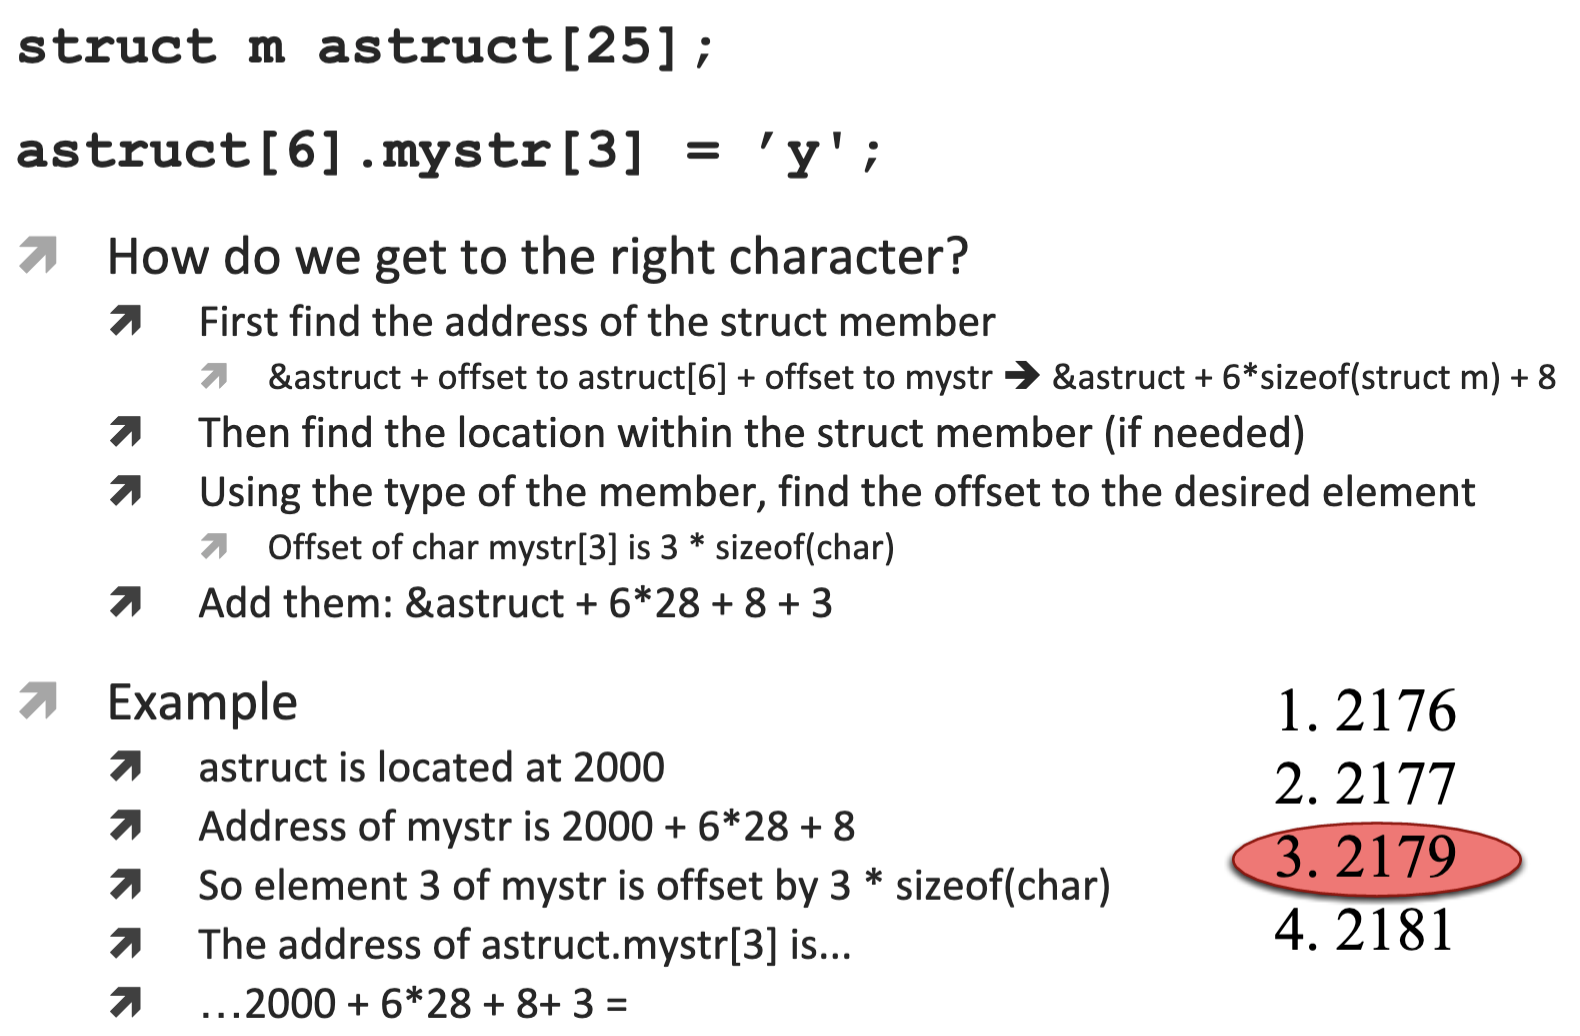 struct m astruct[25];
astruct[6].mystr[3] = ’y';
How do we get to the right character?
First find the address of the struct member
&astruct + offset to astruct[6] + offset to mystr ➔ &astruct + 6*sizeof(struct m) + 8
Then find the location within the struct member (if needed)
Using the type of the member, find the offset to the desired element
Offset of char mystr[3] is 3 * sizeof(char)
Add them: &astruct + 6*28 + 8 + 3
Example
astruct is located at 2000
Address of mystr is 2000 + 6*28 + 8
So element 3 of mystr is offset by 3 * sizeof(char)
The address of astruct.mystr[3] is...
...2000 + 6*28 + 8+ 3 =
1. 2176
2. 2177
3. 2179
4. 2181